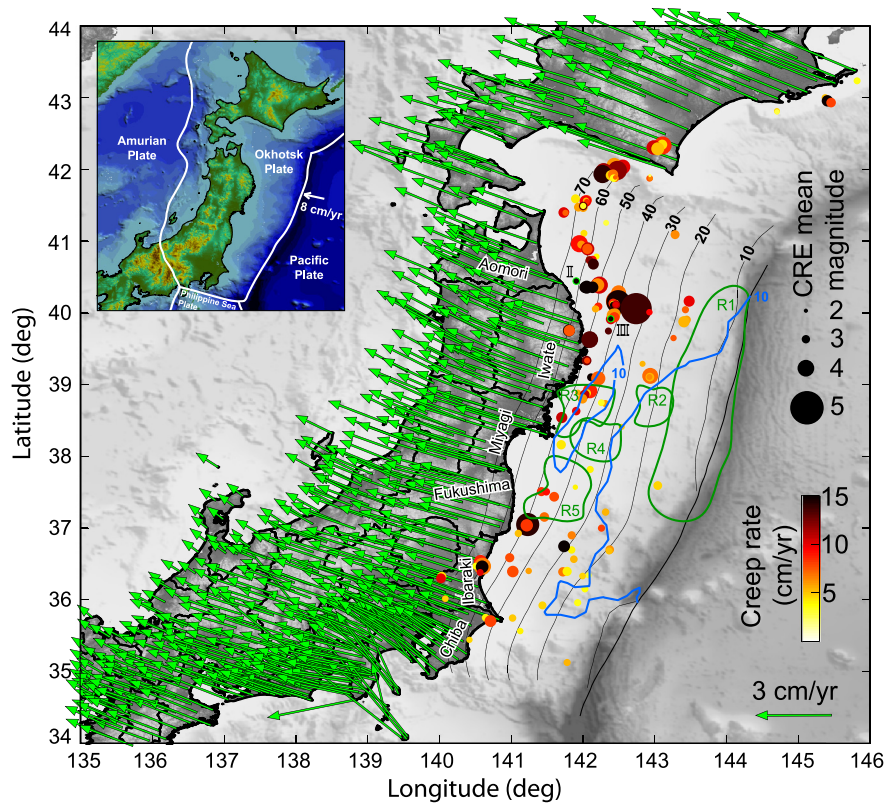 44
43
42
41
40
39
38
37
36
35
34
Latitude (deg)
135
136
137
138
139
140
141
142
143
144
145
146
Longitude (deg)
Amurian
Plate
Okhotsk
Plate
8 cm/yr
Pacific
Plate
Philippine Sea
Plate
70
60
50
40
30
20
10
10
10
Aomori
Iwate
Miyagi
Fukushima
Ibaraki
Chiba
II
III
R1
R2
R3
R4
R5
CRE mean
magnitude
2
3
4
5
Creep rate
(cm/yr)
15
10
5
3 cm/yr